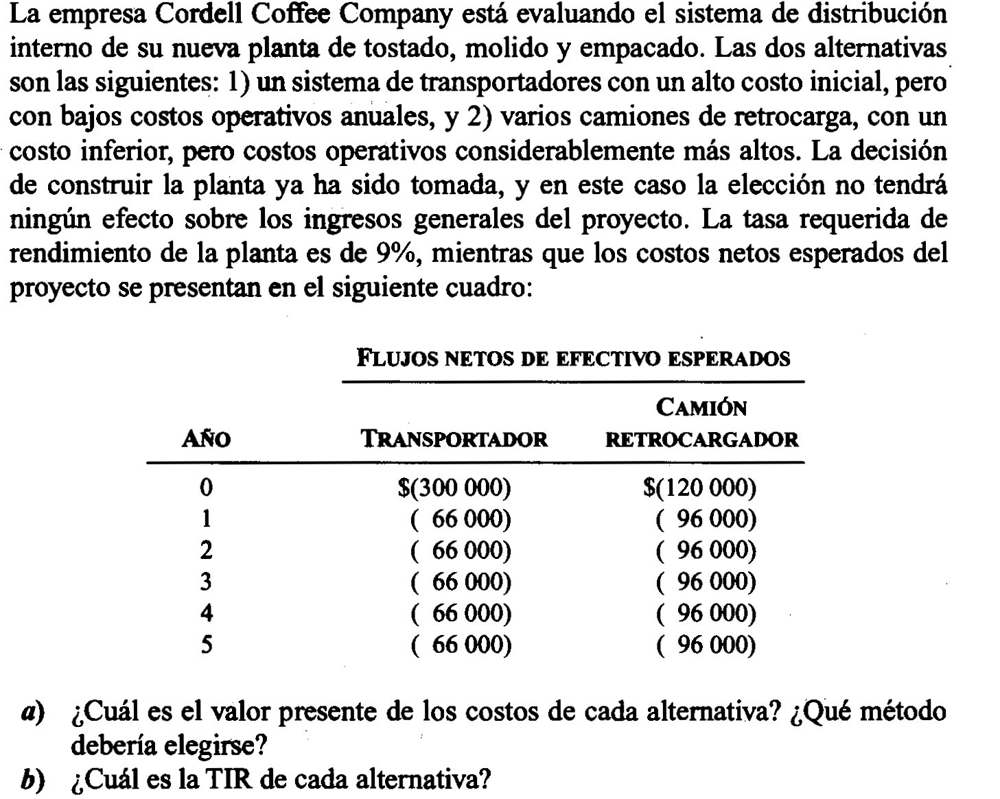 La empresa Cordell Coffee Company está evaluando el sistema de distribución
interno de su nueva planta de tostado, molido y empacado. Las dos alternativas
son las siguientes: 1) un sistema de transportadores con un alto costo inicial, pero
con bajos costos operativos anuales, y 2) varios camiones de retrocarga, con un
costo inferior, pero costos operativos considerablemente más altos. La decisión
de construir la planta ya ha sido tomada, y en este caso la elección no tendrá
ningún efecto sobre los ingresos generales del proyecto. La tasa requerida de
rendimiento de la planta es de 9%, mientras que los costos netos esperados del
proyecto se presentan en el siguiente cuadro:
FLUJOS NETOS DE EFECTIVO ESPERADOS
CAMIÓN
AÑO TRANSPORTADOR RETROCARGADOR
0 $(300 000) $(120 000)
1 ( 66 000) ( 96 000)
2 ( 66 000) ( 96 000)
3 ( 66 000) ( 96 000)
4 ( 66 000) ( 96 000)
5 ( 66 000) ( 96 000)
a) ¿Cuál es el valor presente de los costos de cada alternativa? ¿Qué método
debería elegirse?
b) ¿Cuál es la TIR de cada alternativa?